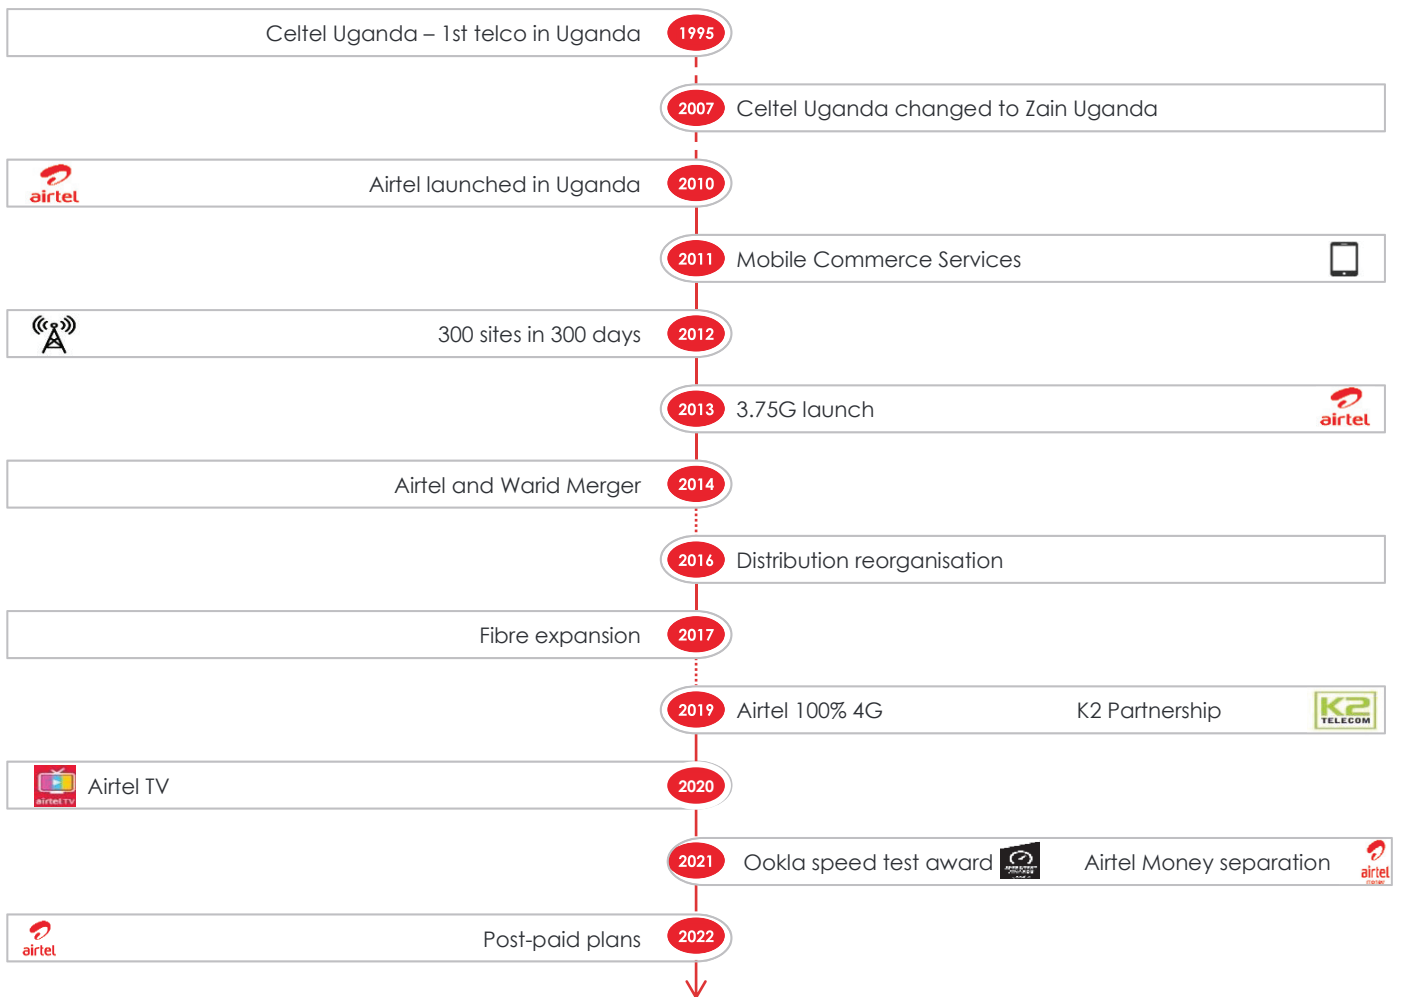 Celtel Uganda – 1st telco in Uganda 1995
2007 Celtel Uganda changed to Zain Uganda
airtel Airtel launched in Uganda 2010
2011 Mobile Commerce Services
300 sites in 300 days 2012
2013 3.75G launch airtel
Airtel and Warid Merger 2014
2016 Distribution reorganisation
Fibre expansion 2017
2019 Airtel 100% 4G K2 Partnership K2 TELECOM
airtel TV Airtel TV 2020
2021 Ookla speed test award Airtel Money separation airtel money
airtel Post-paid plans 2022